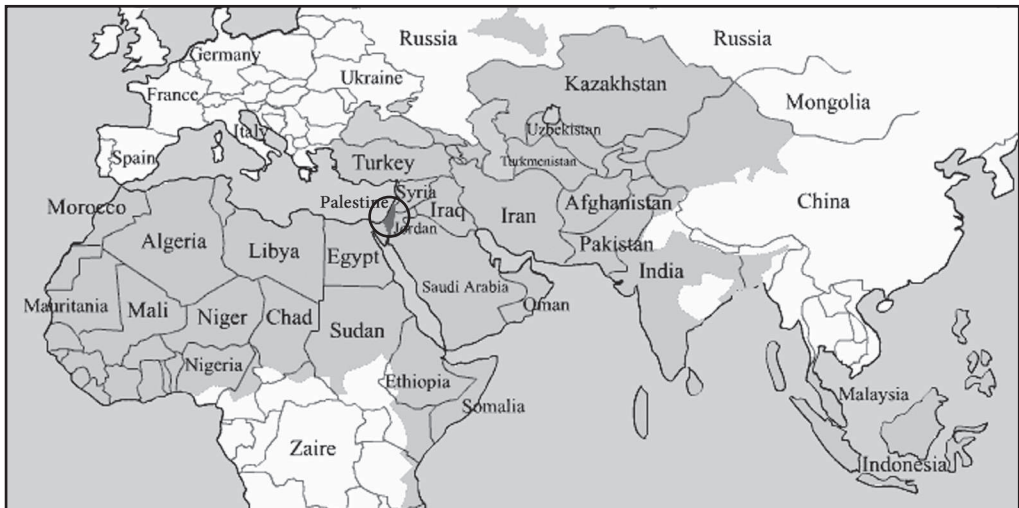 Russia
Russia
Germany
Ukraine
Kazakhstan
France
Mongolia
Italy
Uzbekistan
Spain
Turkey
Turkmenistan
Palestine
Syria
Morocco
Iraq
Iran
Afghanistan
China
Jordan
Algeria
Libya
Egypt
Pakistan
India
Saudi Arabia
Oman
Mauritania
Mali
Niger
Chad
Sudan
Nigeria
Ethiopia
Somalia
Malaysia
Zaire
Indonesia